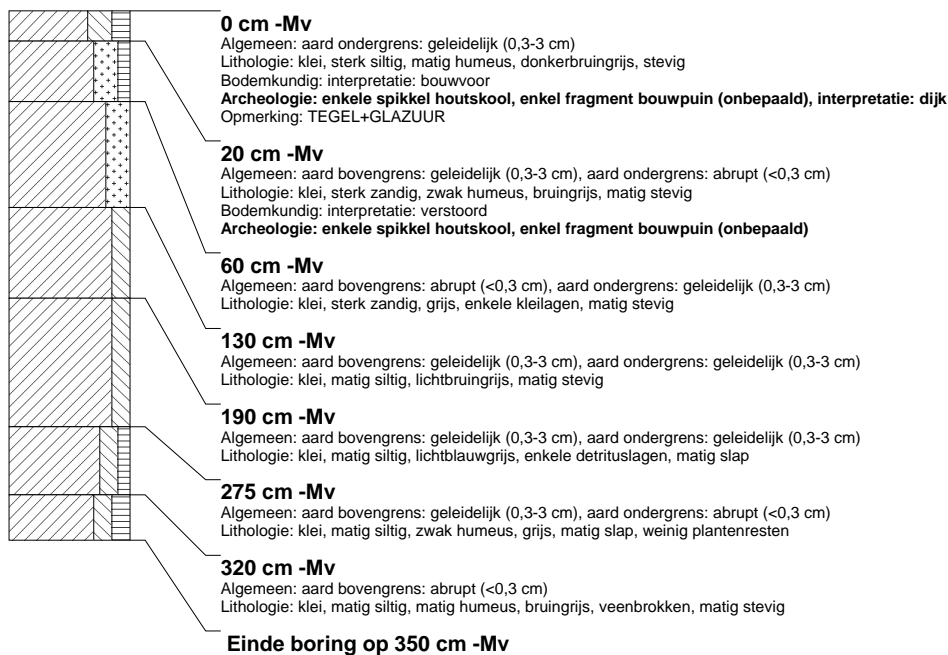 0 cm -Mv
Algemeen: aard ondergrens: geleidelijk (0,3-3 cm)
Lithologie: klei, sterk siltig, matig humeus, donkerbruingrijs, stevig
Bodemkundig: interpretatie: bouwvoor
Archeologie: enkele spikkel houtskool, enkel fragment bouwpuin (onbepaald), interpretatie: dijk
Opmerking: TEGEL+GLAZUUR
20 cm -Mv
Algemeen: aard bovengrens: geleidelijk (0,3-3 cm), aard ondergrens: abrupt (<0,3 cm)
Lithologie: klei, sterk zandig, zwak humeus, bruingrijs, matig stevig
Bodemkundig: interpretatie: verstoord
Archeologie: enkele spikkel houtskool, enkel fragment bouwpuin (onbepaald)
60 cm -Mv
Algemeen: aard bovengrens: abrupt (<0,3 cm), aard ondergrens: geleidelijk (0,3-3 cm)
Lithologie: klei, sterk zandig, grijs, enkele kleilagen, matig stevig
130 cm -Mv
Algemeen: aard bovengrens: geleidelijk (0,3-3 cm), aard ondergrens: geleidelijk (0,3-3 cm)
Lithologie: klei, matig siltig, lichtbruingrijs, matig stevig
190 cm -Mv
Algemeen: aard bovengrens: geleidelijk (0,3-3 cm), aard ondergrens: geleidelijk (0,3-3 cm)
Lithologie: klei, matig siltig, lichtblauwgrijs, enkele detrituslagen, matig slap
275 cm -Mv
Algemeen: aard bovengrens: geleidelijk (0,3-3 cm), aard ondergrens: abrupt (<0,3 cm)
Lithologie: klei, matig siltig, zwak humeus, grijs, matig slap, weinig plantenresten
320 cm -Mv
Algemeen: aard bovengrens: abrupt (<0,3 cm)
Lithologie: klei, matig siltig, matig humeus, bruingrijs, veenbrokken, matig stevig
Einde boring op 350 cm -Mv